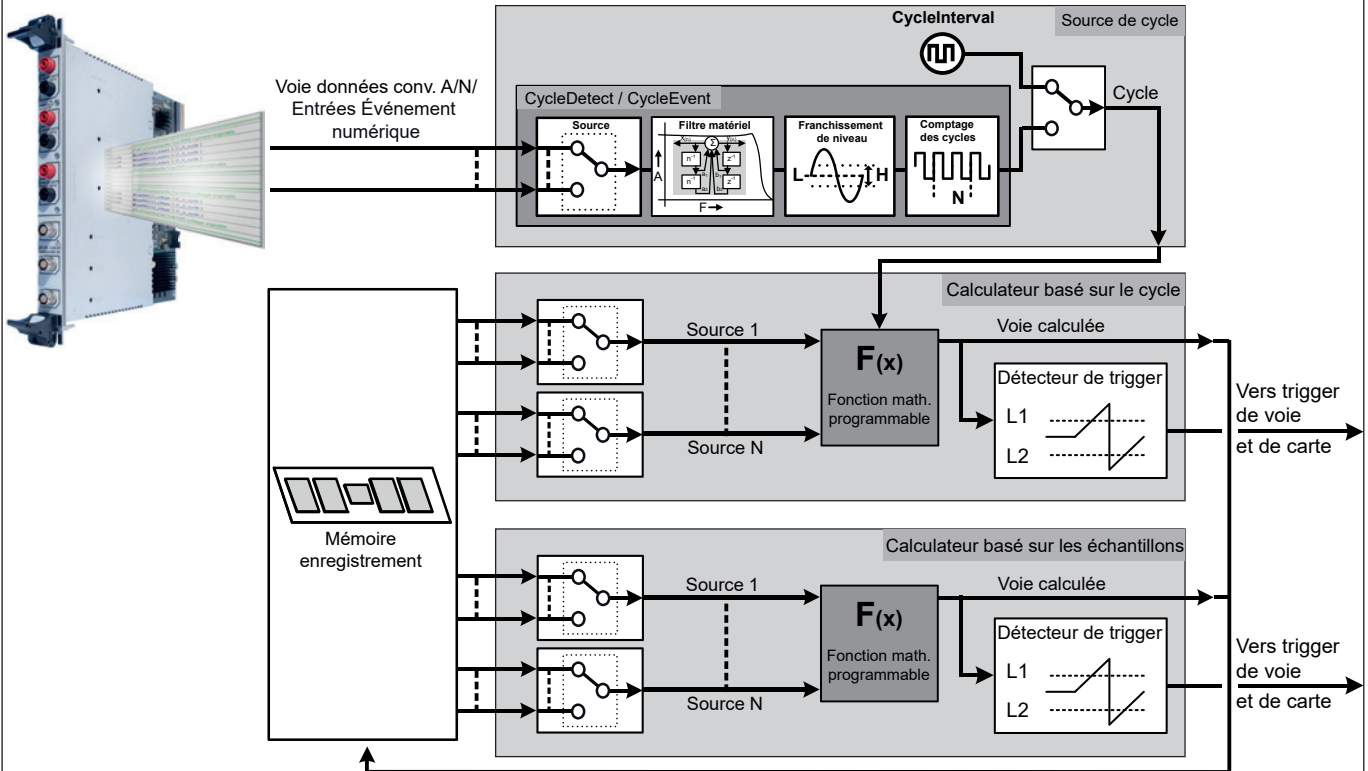 CycleInterval
Source de cycle
Voie données conv. A/N/
Entrées Événement
numérique
CycleDetect / CycleEvent
Cycle
Source
Filtre matériel
Franchissement
de niveau
Comptage
des cycles
A
F
L
H
N
Calculateur basé sur le cycle
Source 1
Source N
F(x)
Fonction math.
programmable
Voie calculée
Détecteur de trigger
L1
L2
Vers trigger
de voie
et de carte
Mémoire
enregistrement
Calculateur basé sur les échantillons
Source 1
Source N
F(x)
Fonction math.
programmable
Voie calculée
Détecteur de trigger
L1
L2
Vers trigger
de voie
et de carte